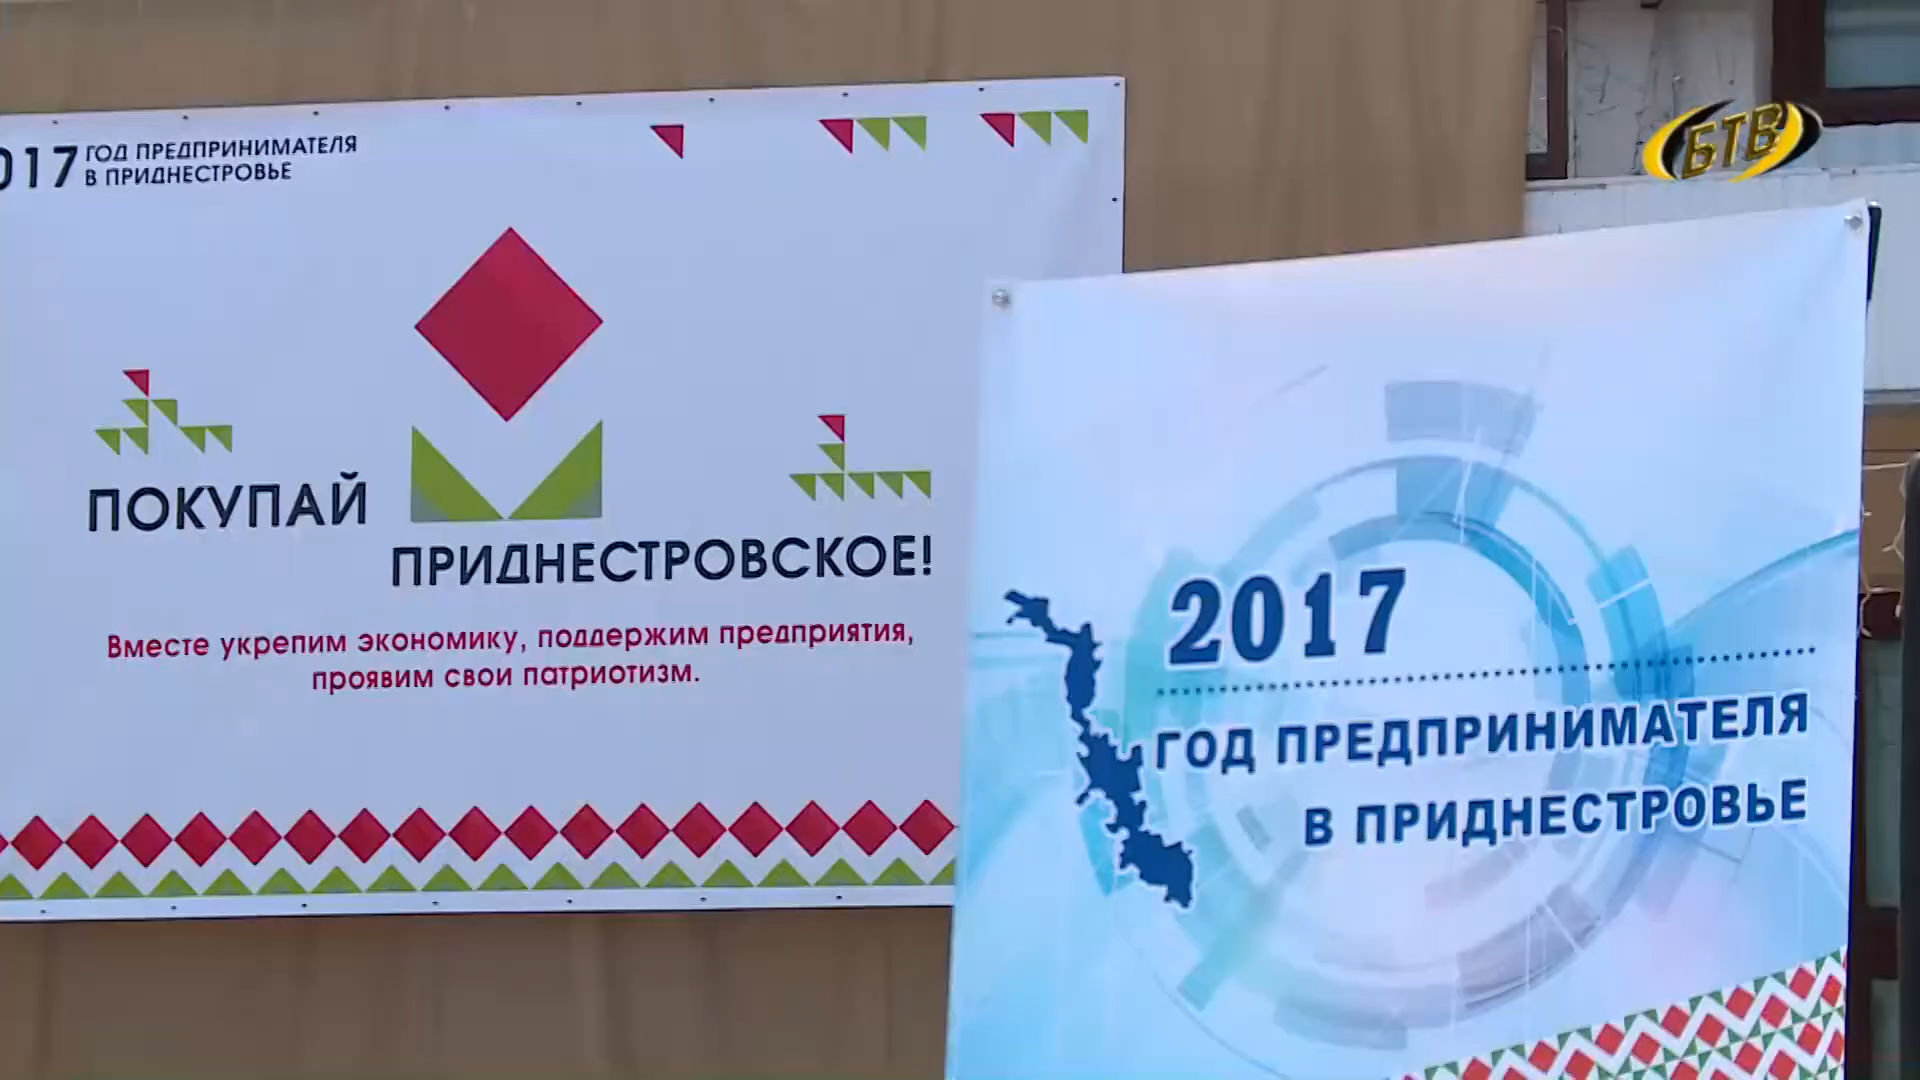 2017 ГОД ПРЕДПРИНИМАТЕЛЯ
В ПРИДНЕСТРОВЬЕ
ПОКУПАЙ
ПРИДНЕСТРОВСКОЕ!
Вместе укрепим экономику, поддержим предприятия,
проявим свой патриотизм.
БТВ
2017
ГОД ПРЕДПРИНИМАТЕЛЯ
В ПРИДНЕСТРОВЬЕ